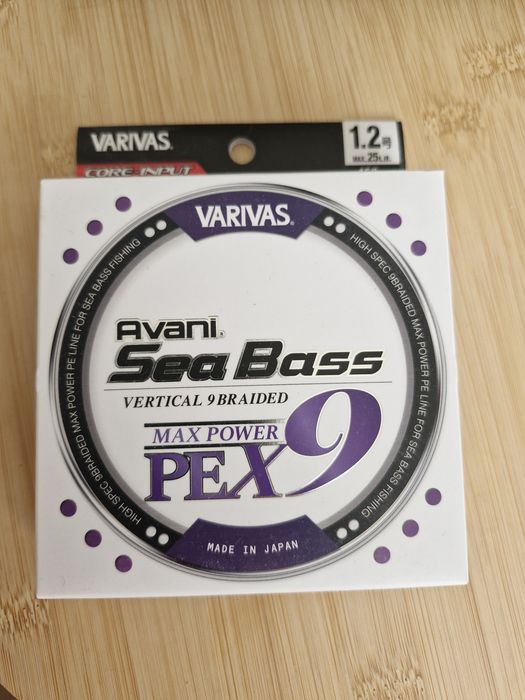 VARIVAS®
1.2号
MAX.25LB.
CORE-INPUT
VARIVAS®
HIGH SPEC 9BRAIDED MAX POWER PE LINE FOR SEA BASS FISHING
HIGH SPEC 9BRAIDED MAX POWER PE LINE FOR SEA BASS FISHING
Avani®
Sea Bass
VERTICAL 9 BRAIDED
MAX POWER
PEX9
MADE IN JAPAN